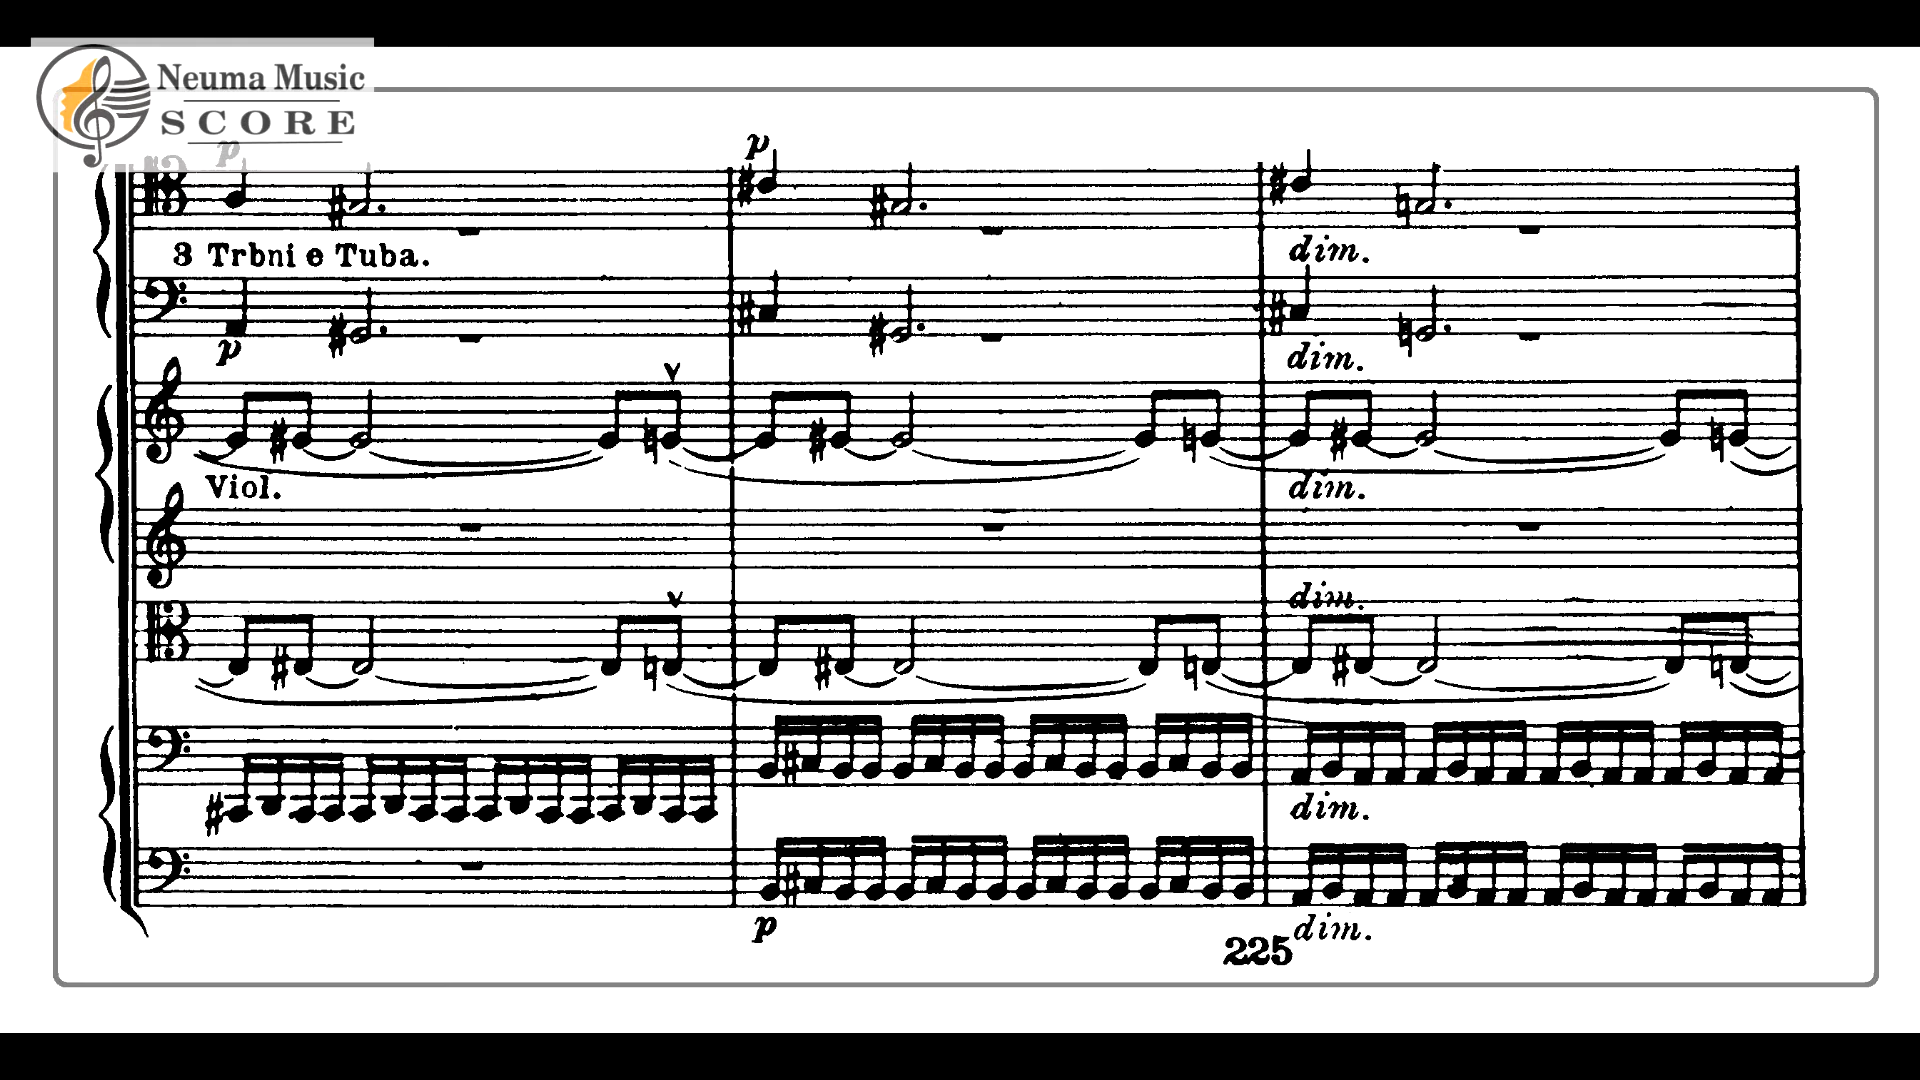 Neuma Music
SCORE
p
p
3 Trbni e Tuba.
dim.
p
dim.
Viol.
dim.
dim.
dim.
p
dim.
225